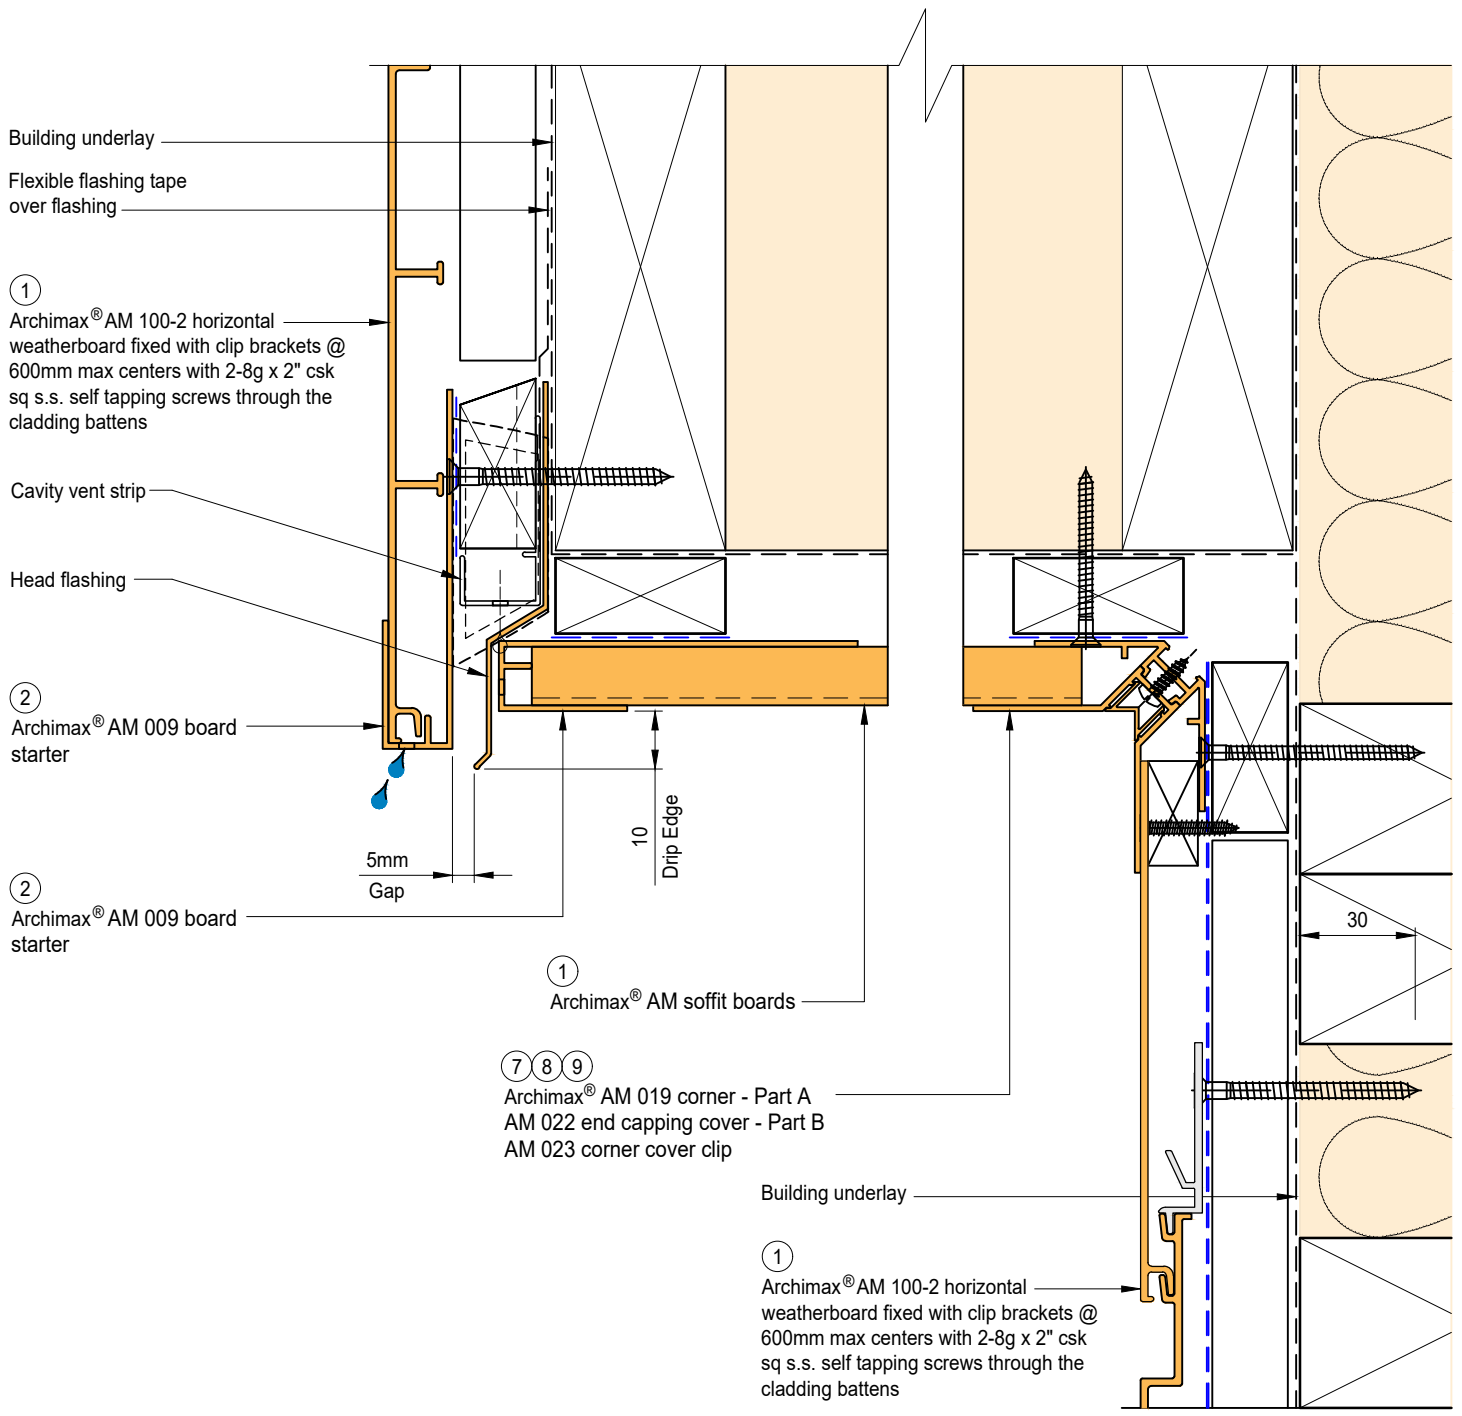 Building underlay
Flexible flashing tape
over flashing
1
Archimax® AM 100-2 horizontal
weatherboard fixed with clip brackets @
600mm max centers with 2-8g x 2" csk
sq s.s. self tapping screws through the
cladding battens
Cavity vent strip
Head flashing
2
Archimax® AM 009 board
starter
10
Drip Edge
5mm
Gap
2
Archimax® AM 009 board
starter
30
1
Archimax® AM soffit boards
7 8 9
Archimax® AM 019 corner - Part A
AM 022 end capping cover - Part B
AM 023 corner cover clip
Building underlay
1
Archimax® AM 100-2 horizontal
weatherboard fixed with clip brackets @
600mm max centers with 2-8g x 2" csk
sq s.s. self tapping screws through the
cladding battens